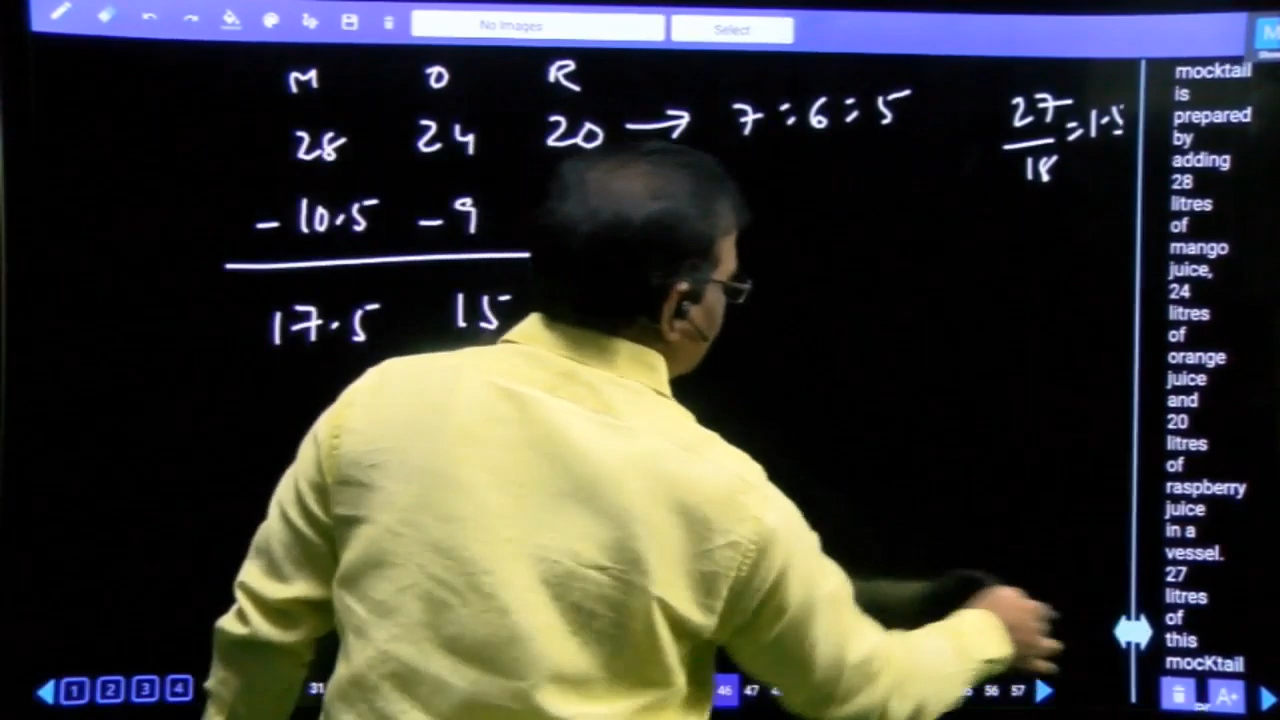 No Images Select
M O R
28 24 20 → 7 : 6 : 5
27/18 = 1.5
- 10.5 - 9
17.5 15
mocktail
is
prepared
by
adding
28
litres
of
mango
juice,
24
litres
of
orange
juice
and
20
litres
of
raspberry
juice
in a
vessel.
27
litres
of
this
mocKtail
1 2 3 4 31 46 47 56 57 A+